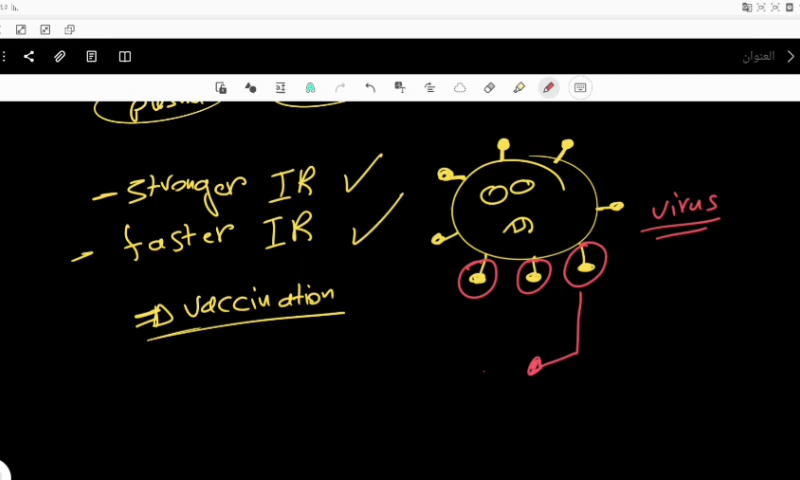 العنوان
- stronger IR ✓
- faster IR ✓
⇒ vaccination
virus